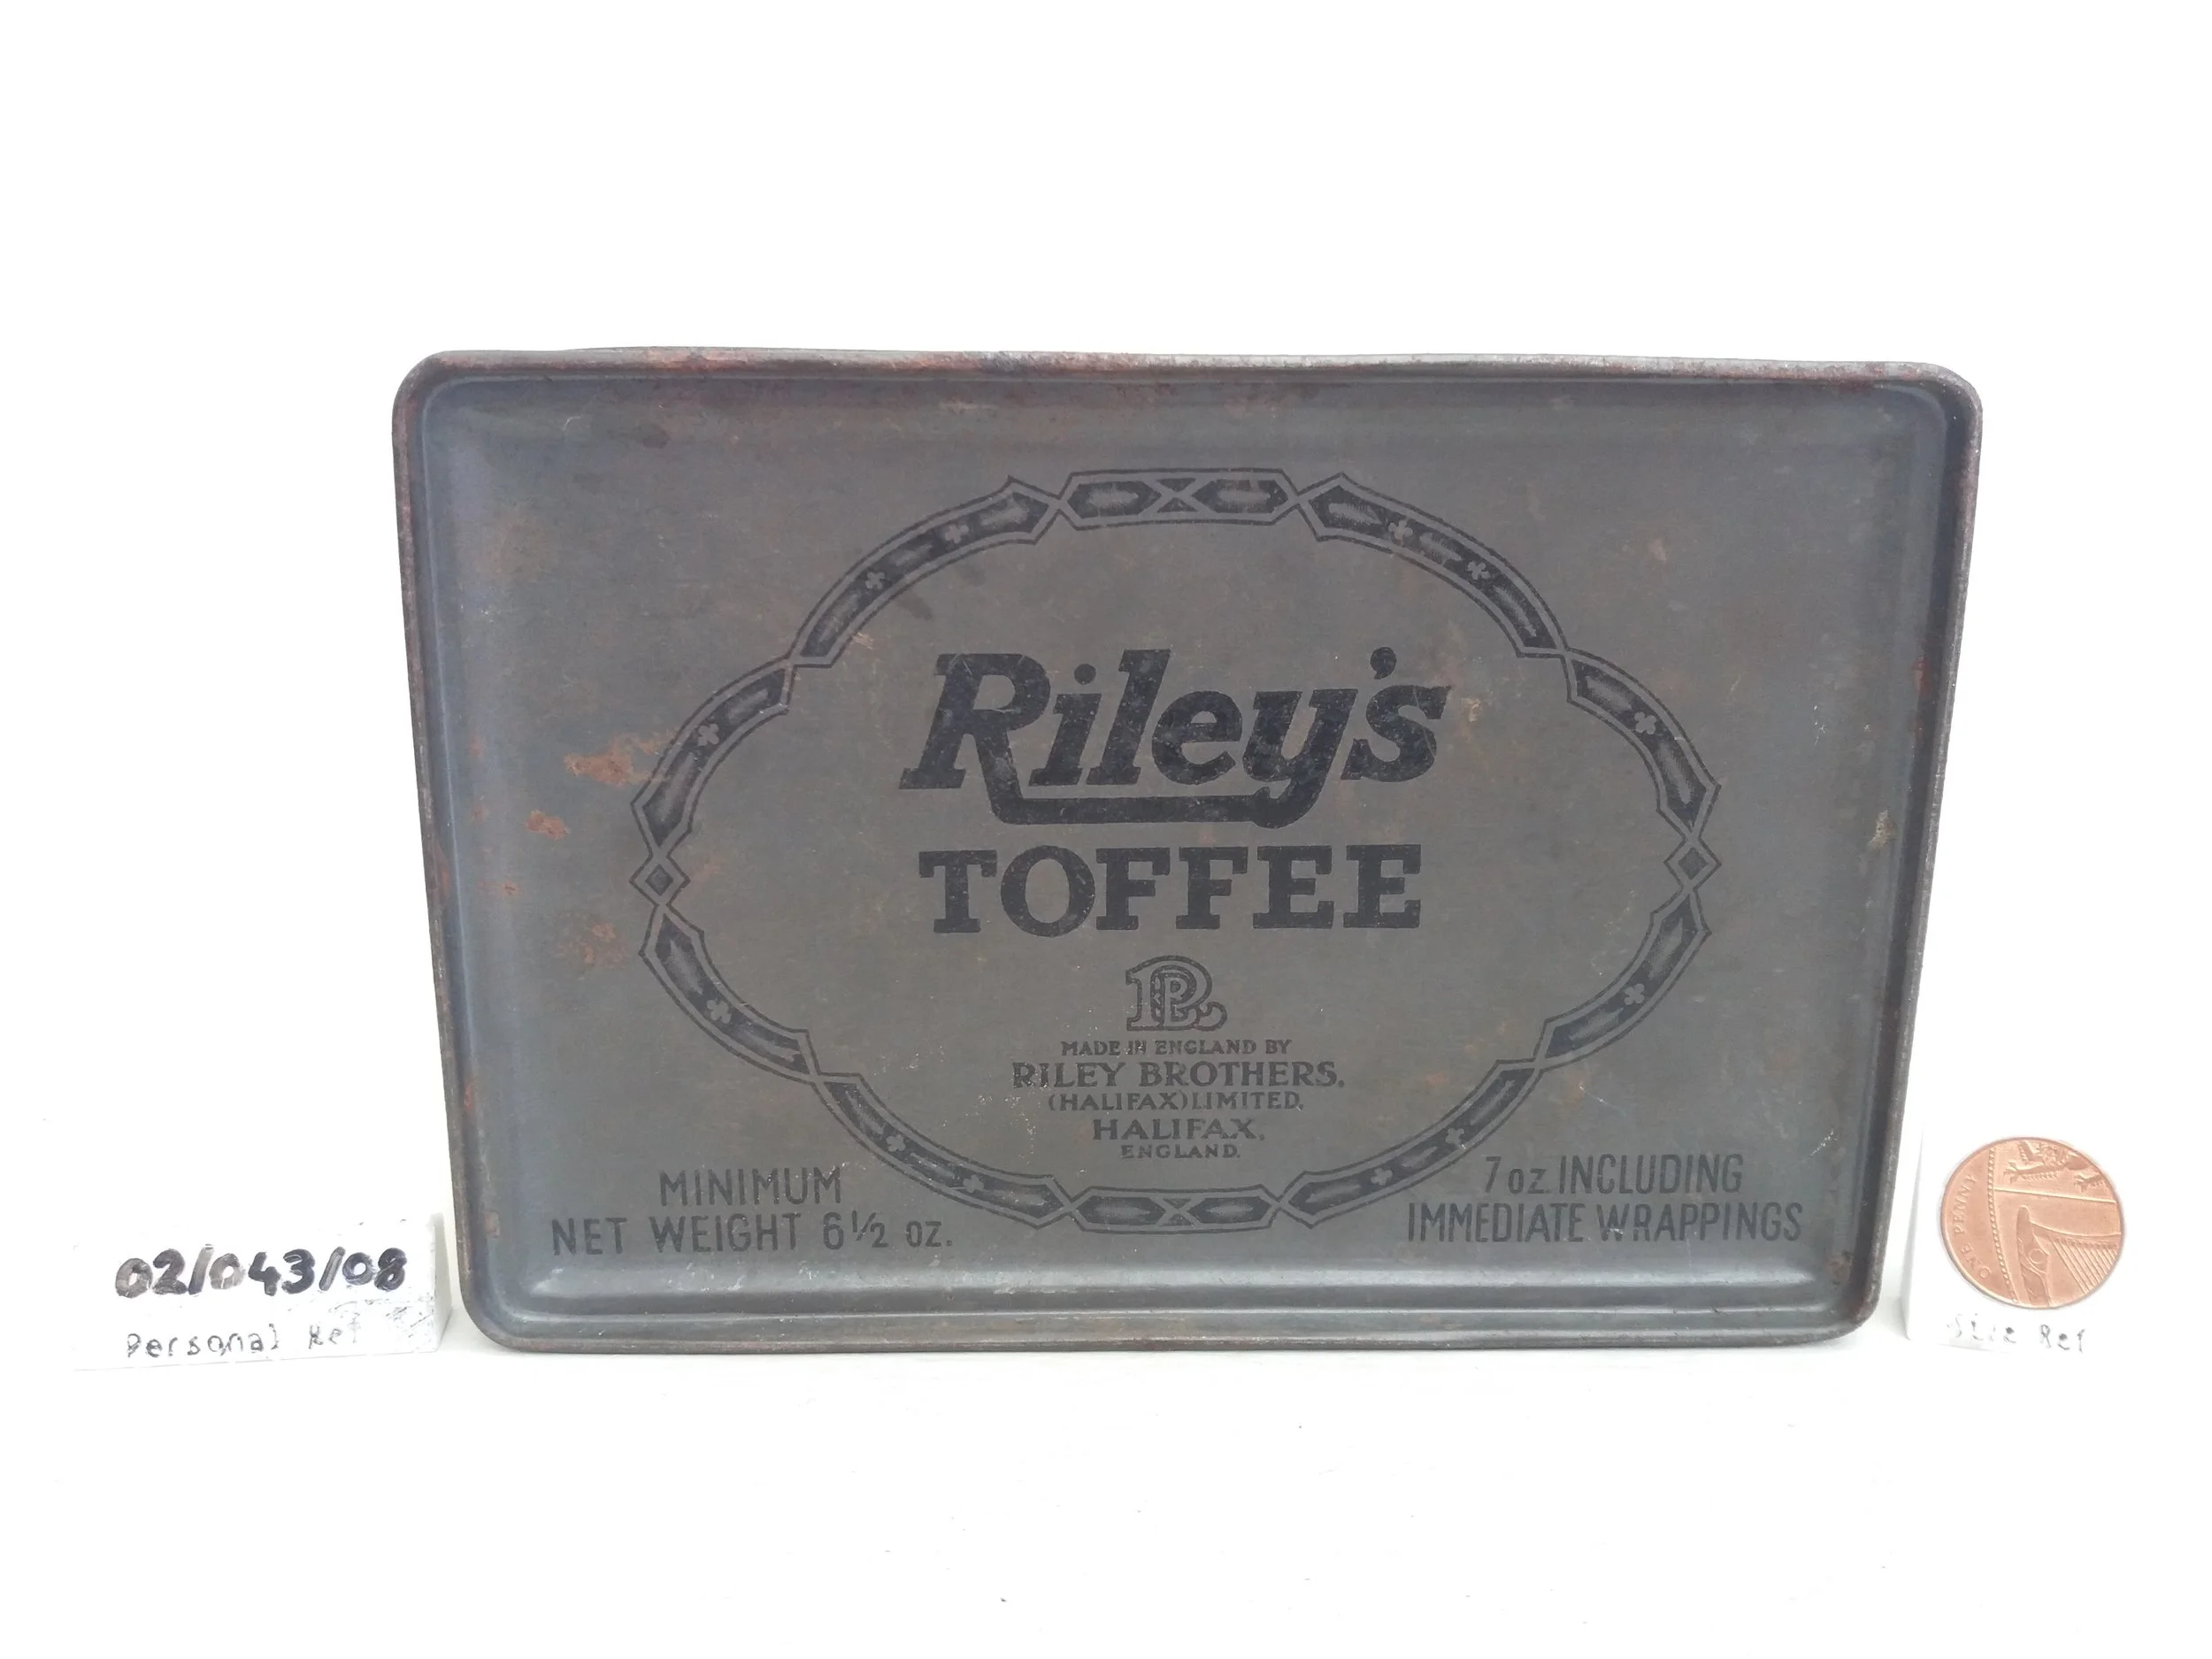 Riley's
TOFFEE
MADE IN ENGLAND BY
RILEY BROTHERS,
(HALIFAX) LIMITED,
HALIFAX,
ENGLAND.
MINIMUM
NET WEIGHT 6½ OZ.
7 oz. INCLUDING
IMMEDIATE WRAPPINGS
02/043/08
Personal Ref
ONE PENNY
Size Ref